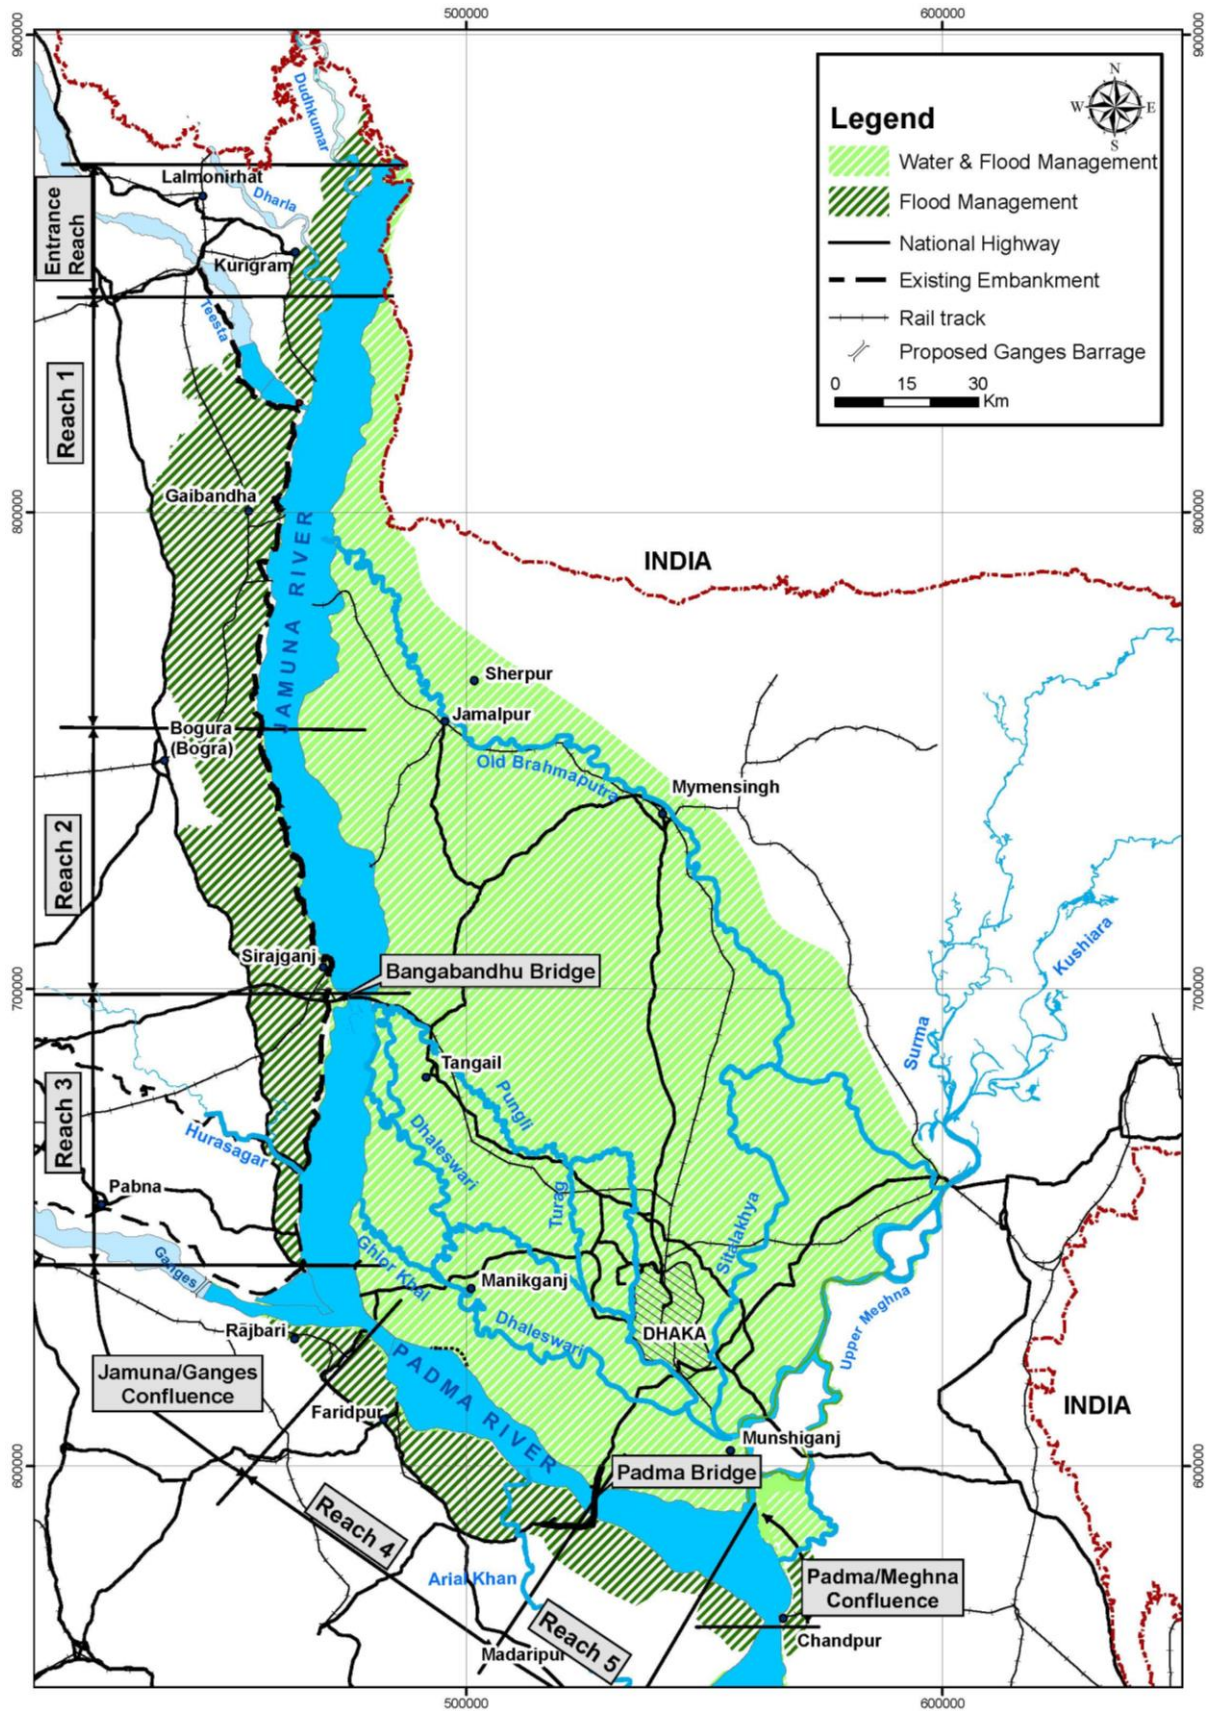 500000
600000
900000
900000
Legend
N
W
E
S
Water & Flood Management
Flood Management
National Highway
Existing Embankment
Rail track
Proposed Ganges Barrage
0
15
30
Km
Dudhkumar
Lalmonirhat
Dharla
Entrance
Reach
Kurigram
Teesta
Reach 1
Gaibandha
800000
800000
INDIA
JAMUNA RIVER
Sherpur
Jamalpur
Bogura
(Bogra)
Old Brahmaputra
Mymensingh
Reach 2
Kushiara
Sirajganj
Bangabandhu Bridge
700000
700000
Surma
Tangail
Pungli
Reach 3
Hurasagar
Dhaleswari
Pabna
Turag
Sitalakhya
Ganges
Ghior Khal
Manikganj
Rajbari
Dhaleswari
DHAKA
Upper Meghna
Jamuna/Ganges
Confluence
PADMA RIVER
INDIA
Faridpur
Munshiganj
600000
600000
Padma Bridge
Reach 4
Arial Khan
Padma/Meghna
Confluence
Reach 5
Madaripur
Chandpur
500000
600000